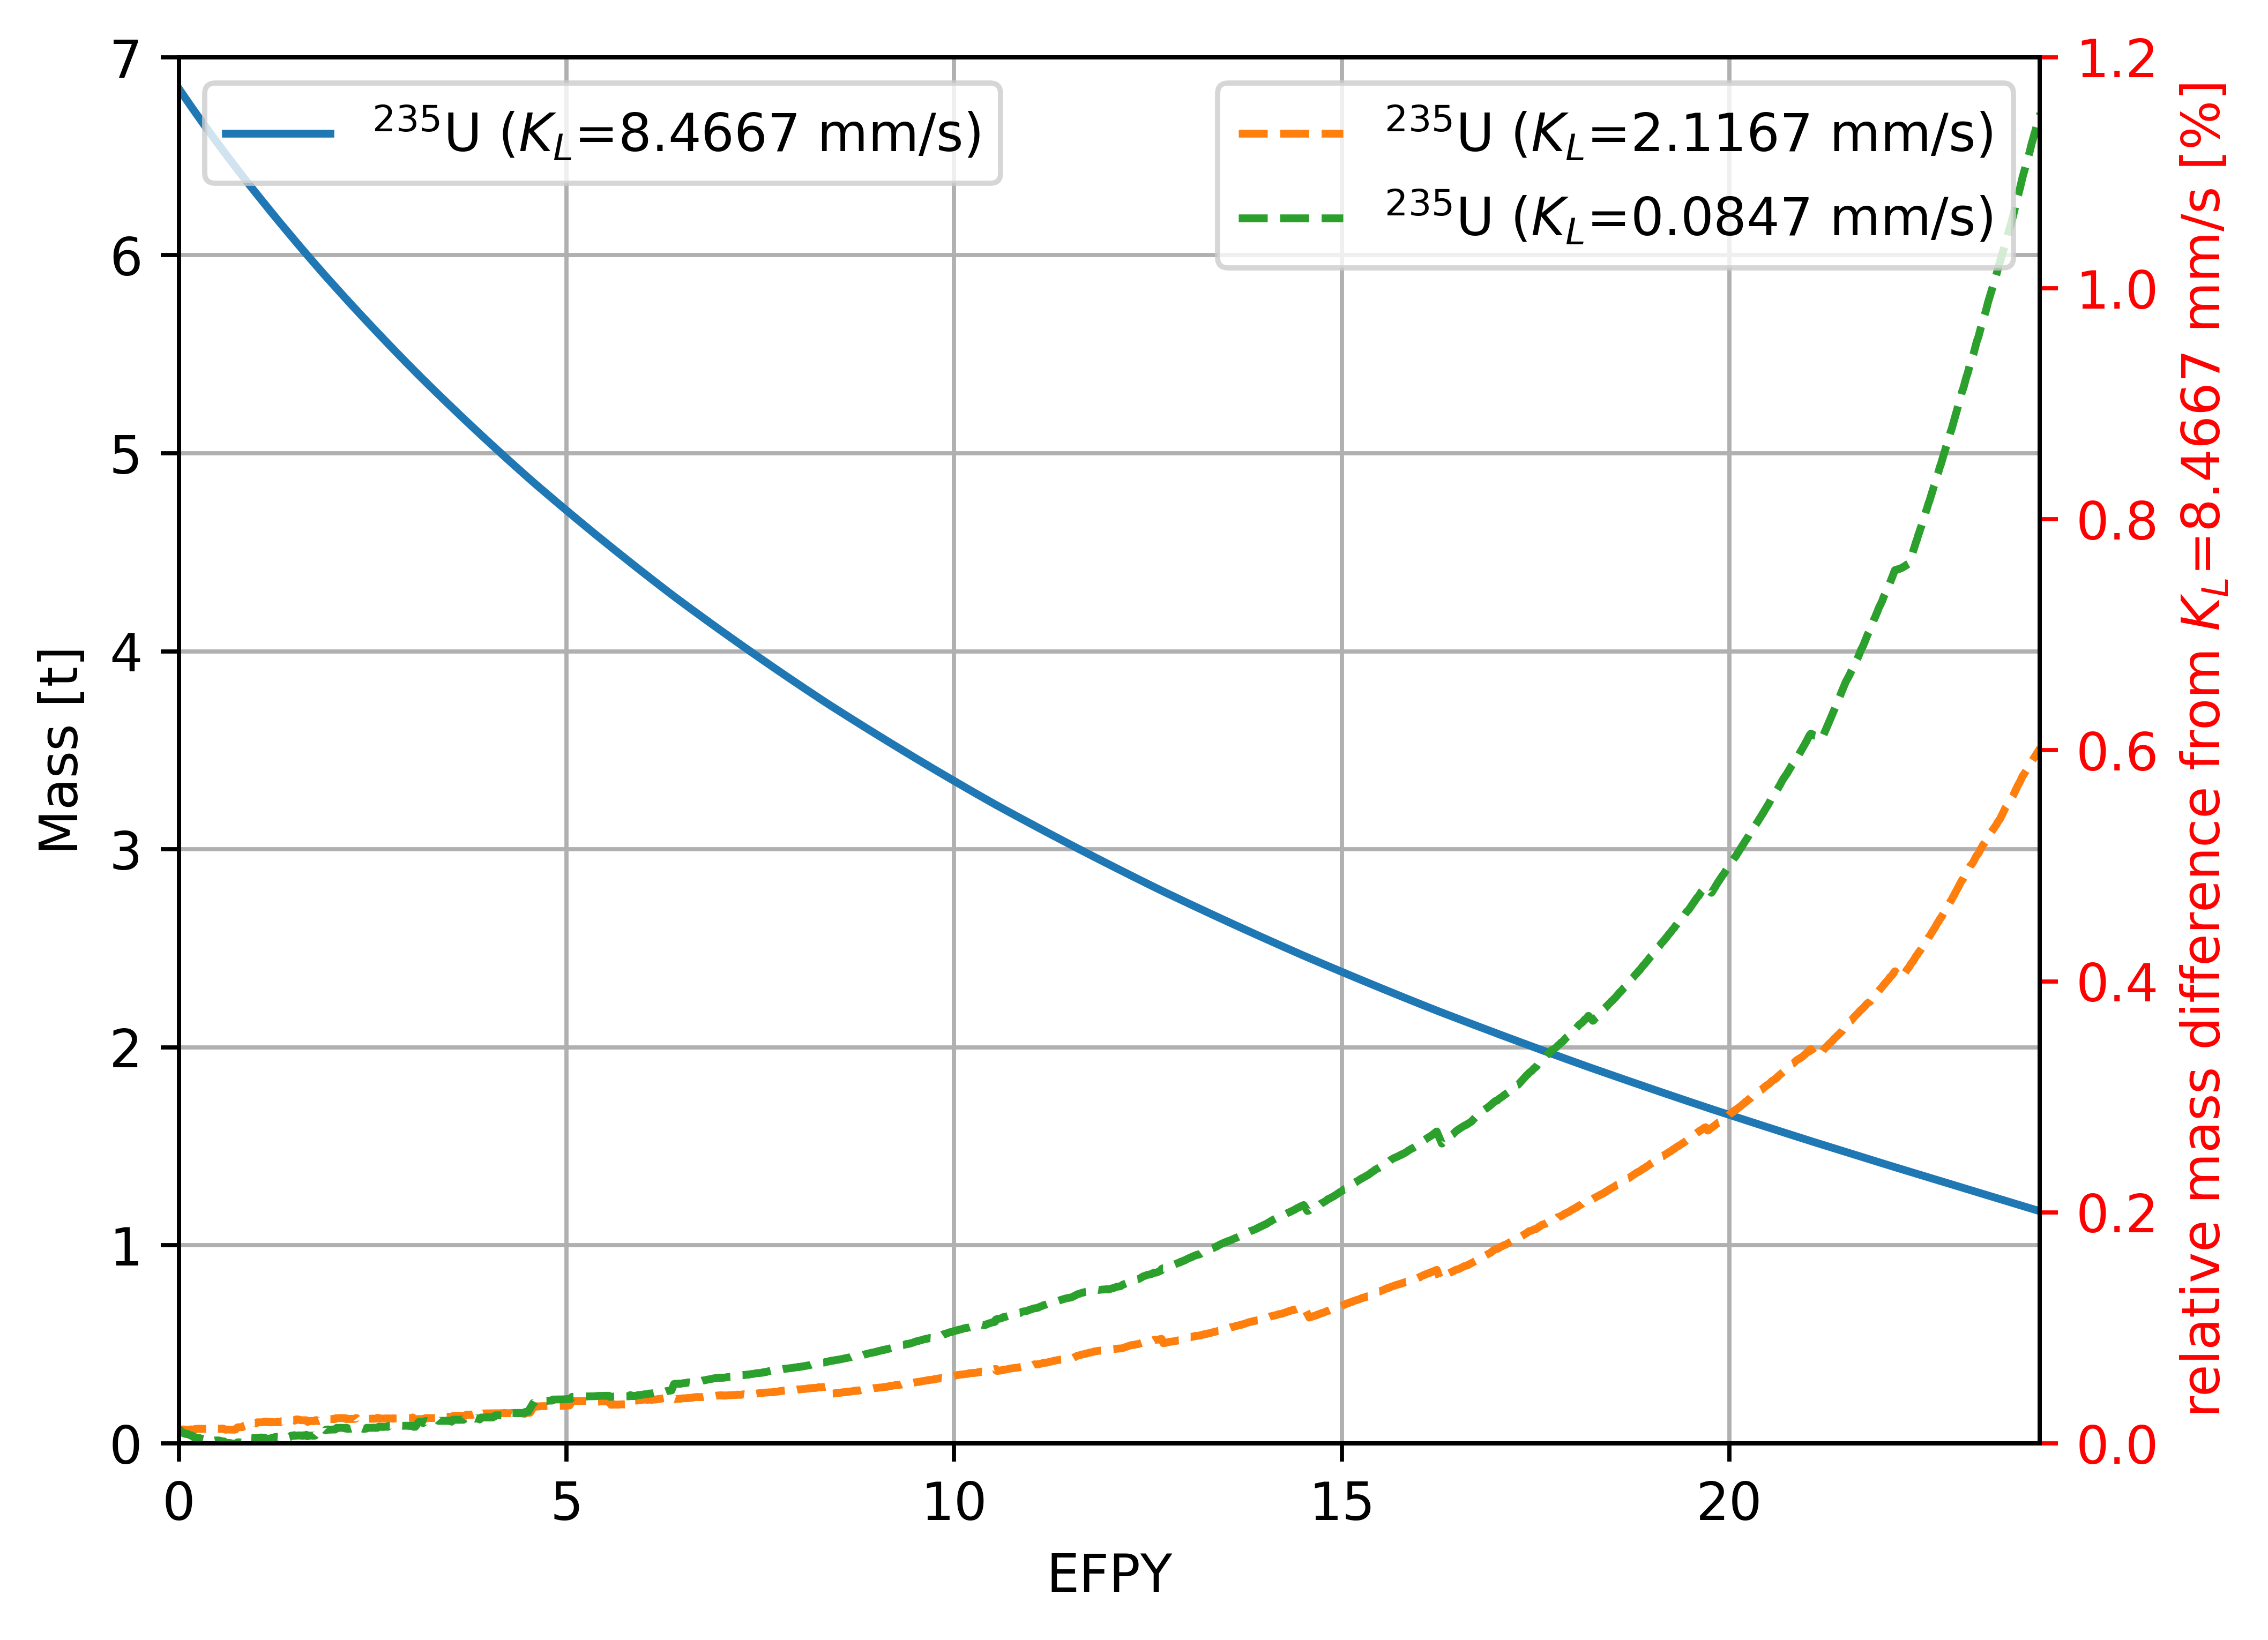 ²³⁵U (K_L=8.4667 mm/s)
²³⁵U (K_L=2.1167 mm/s)
²³⁵U (K_L=0.0847 mm/s)
Mass [t]
7
6
5
4
3
2
1
0
0 5 10 15 20
EFPY
1.2
1.0
0.8
0.6
0.4
0.2
0.0
relative mass difference from K_L=8.4667 mm/s [%]